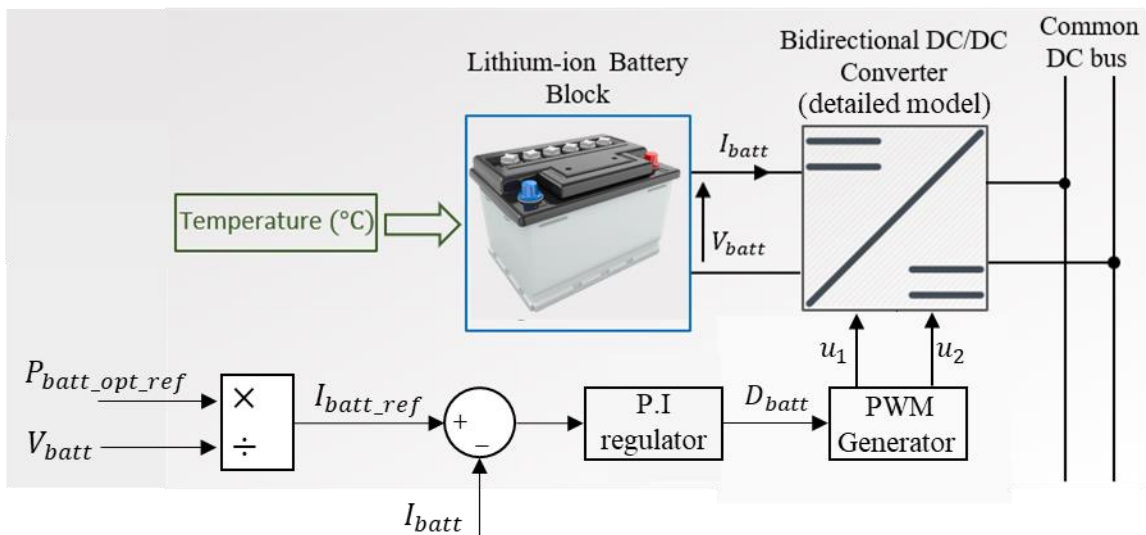 Common
DC bus
Bidirectional DC/DC
Converter
(detailed model)
Lithium-ion Battery
Block
I_batt
Temperature (°C)
V_batt
u_1
u_2
P_batt_opt_ref
×
÷
V_batt
I_batt_ref
+
−
P.I
regulator
D_batt
PWM
Generator
I_batt